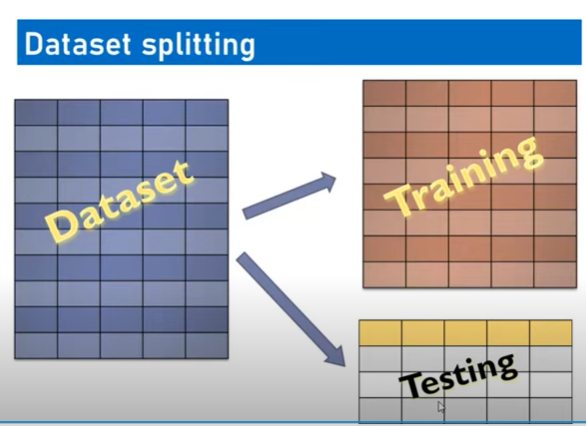 Dataset splitting
Dataset
Training
Testing